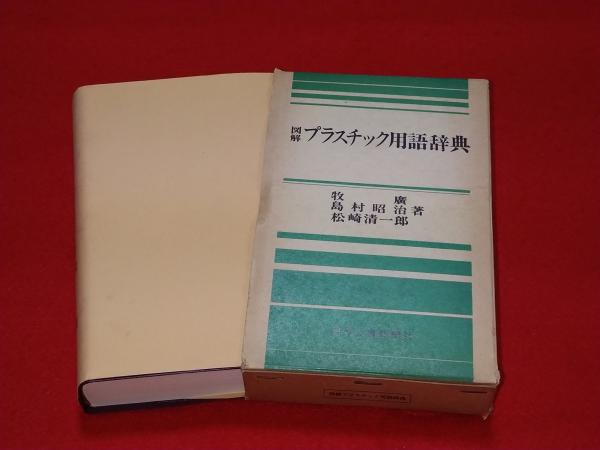 図解 プラスチック用語辞典
牧 廣
島村昭治著
松崎清一郎